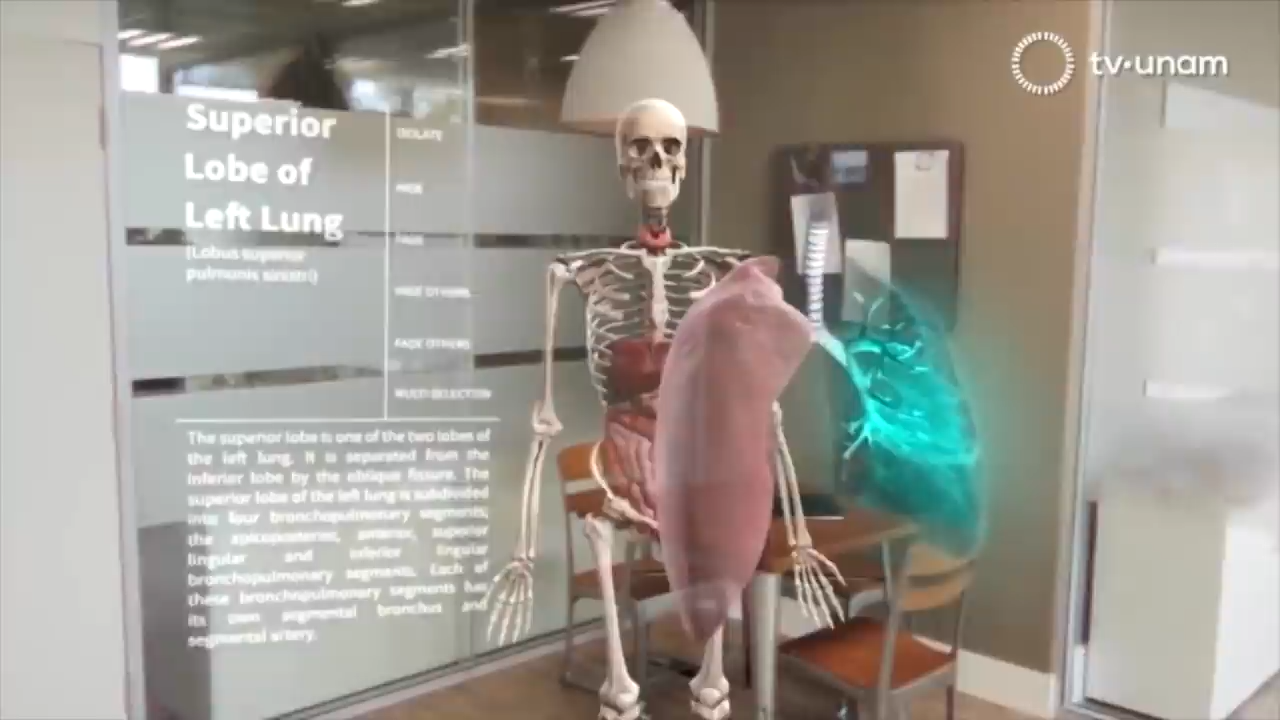 tv·unam
Superior
Lobe of
Left Lung
(Lobus superior
pulmonis sinistri)
ISOLATE
HIDE
FADE
HIDE OTHERS
FADE OTHERS
MULTI-SELECTION
The superior lobe is one of the two lobes of
the left lung. It is separated from the
inferior lobe by the oblique fissure. The
superior lobe of the left lung is subdivided
into four bronchopulmonary segments;
the apicoposterior, anterior, superior
lingular and inferior lingular
bronchopulmonary segments. Each of
these bronchopulmonary segments has
its own segmental bronchus and
segmental artery.